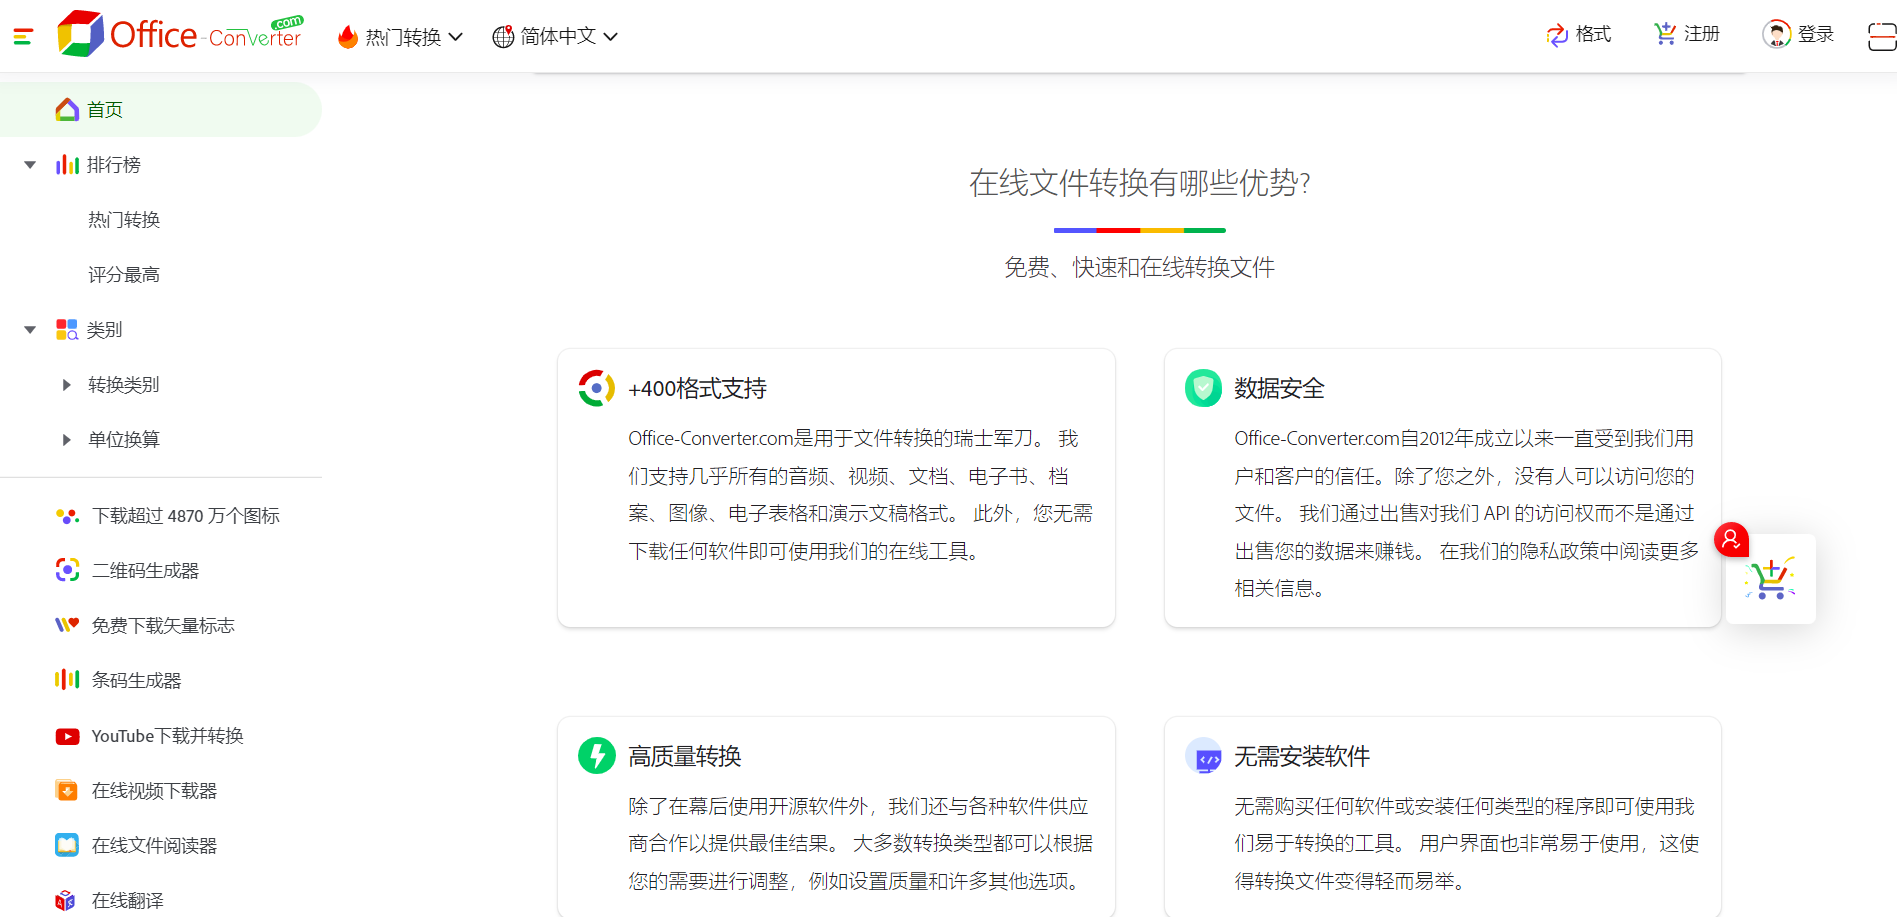 Office-Converter.com
热门转换
简体中文
格式
注册
登录
首页
排行榜
热门转换
评分最高
类别
转换类别
单位换算
下载超过 4870 万个图标
二维码生成器
免费下载矢量标志
条码生成器
YouTube下载并转换
在线视频下载器
在线文件阅读器
在线翻译
在线文件转换有哪些优势?
免费、快速和在线转换文件
+400格式支持
Office-Converter.com是用于文件转换的瑞士军刀。 我
们支持几乎所有的音频、视频、文档、电子书、档
案、图像、电子表格和演示文稿格式。 此外，您无需
下载任何软件即可使用我们的在线工具。
数据安全
Office-Converter.com自2012年成立以来一直受到我们用
户和客户的信任。除了您之外，没有人可以访问您的
文件。 我们通过出售对我们 API 的访问权而不是通过
出售您的数据来赚钱。 在我们的隐私政策中阅读更多
相关信息。
高质量转换
除了在幕后使用开源软件外，我们还与各种软件供应
商合作以提供最佳结果。 大多数转换类型都可以根据
您的需要进行调整，例如设置质量和许多其他选项。
无需安装软件
无需购买任何软件或安装任何类型的程序即可使用我
们易于转换的工具。 用户界面也非常易于使用，这使
得转换文件变得轻而易举。